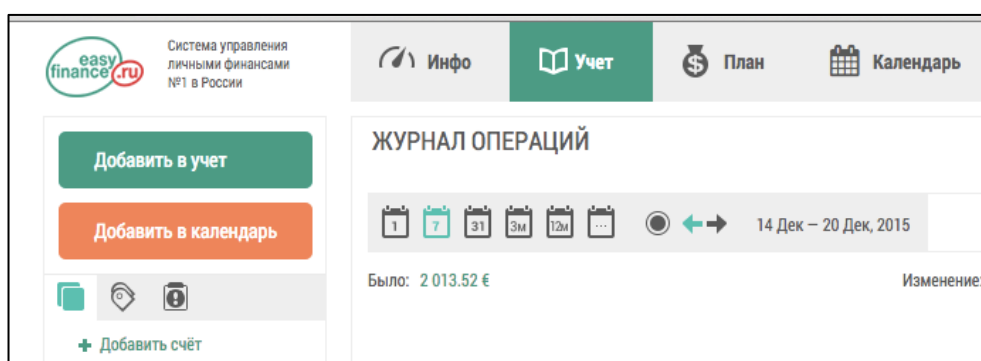 easy
finance .ru
Система управления
личными финансами
№1 в России
Инфо
Учет
План
Календарь
Добавить в учет
Добавить в календарь
Добавить счёт
ЖУРНАЛ ОПЕРАЦИЙ
1 7 31 3м 12м ... 14 Дек – 20 Дек, 2015
Было: 2 013.52 € Изменение: